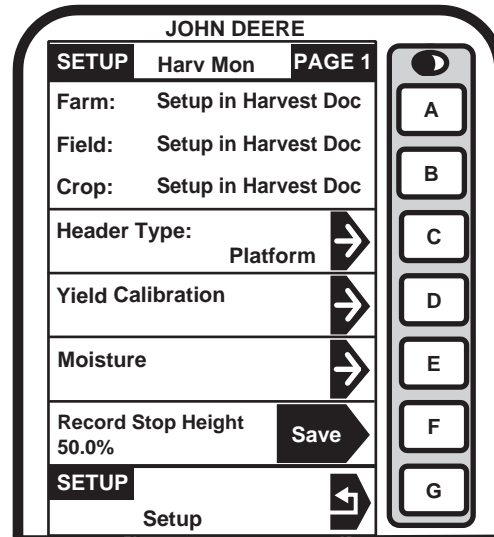 JOHN DEERE
SETUP Harv Mon PAGE 1
Farm: Setup in Harvest Doc
Field: Setup in Harvest Doc
Crop: Setup in Harvest Doc
Header Type:
Platform
Yield Calibration
Moisture
Record Stop Height
50.0%
Save
SETUP
Setup
A
B
C
D
E
F
G